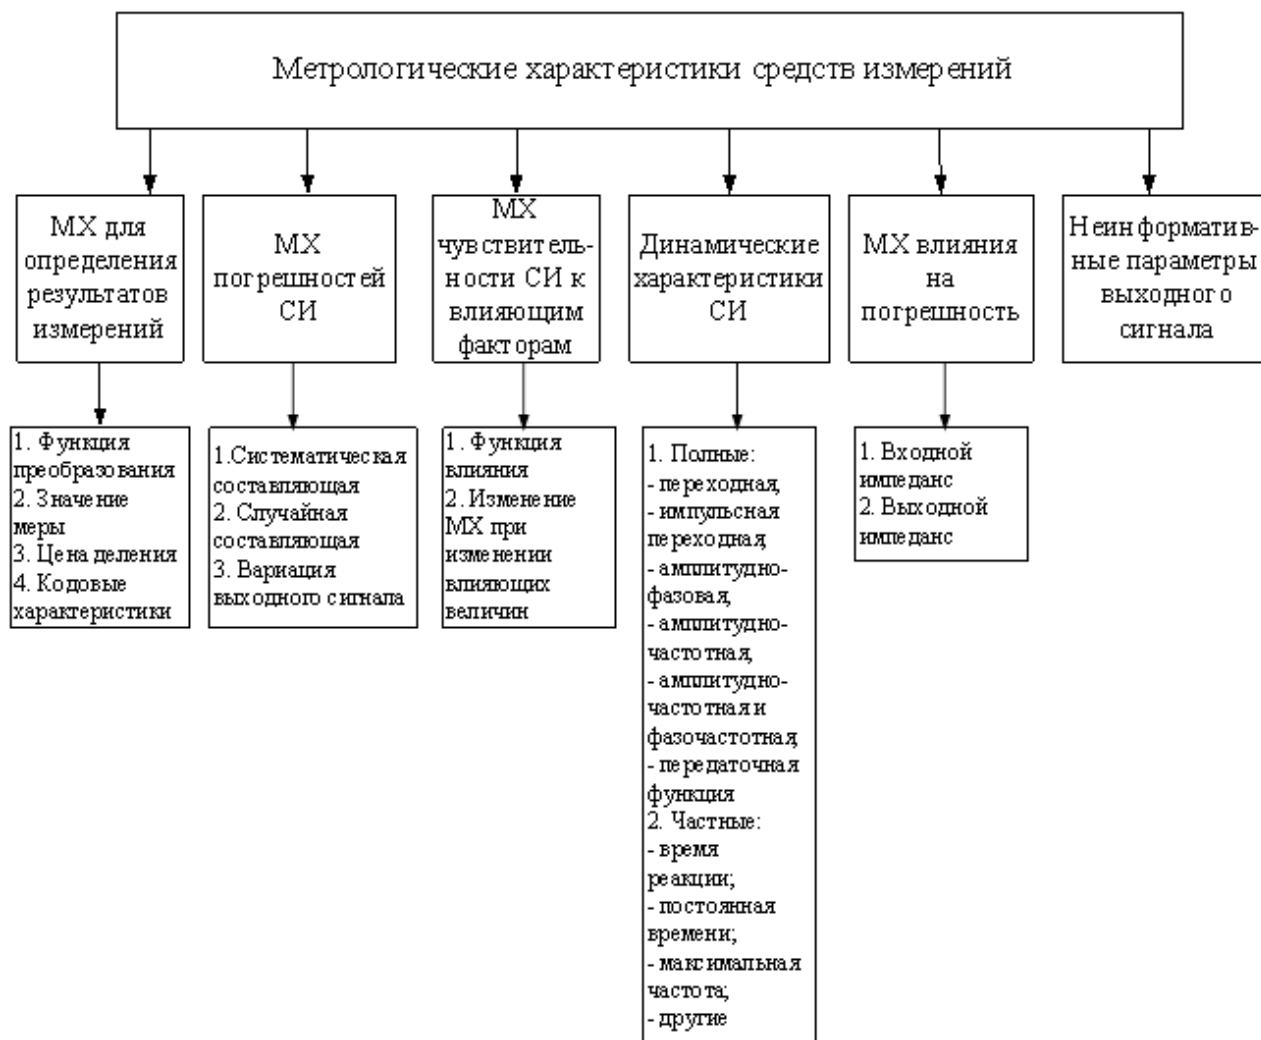 Метрологические характеристики средств измерений
МХ для
определения
результатов
измерений
МХ
погрешностей
СИ
МХ
чувствитель-
ности СИ к
влияющим
факторам
Динамические
характеристики
СИ
МХ влияния
на
погрешность
Неинформатив-
ные параметры
выходного
сигнала
1. Функция
преобразования
2. Значение
меры
3. Цена деления
4. Кодовые
характеристики
1.Систематическая
составляющая
2. Случайная
составляющая
3. Вариация
выходного сигнала
1. Функция
влияния
2. Изменение
МХ при
изменении
влияющих
величин
1. Полные:
- переходная,
- импульсная
переходная,
- амплитудно-
фазовая,
- амплитудно-
частотная,
- амплитудно-
частотная и
фазочастотная,
- передаточная
функция
2. Частные:
- время
реакции;
- постоянная
времени;
- максимальная
частота;
- другие
1. Входной
импеданс
2. Выходной
импеданс